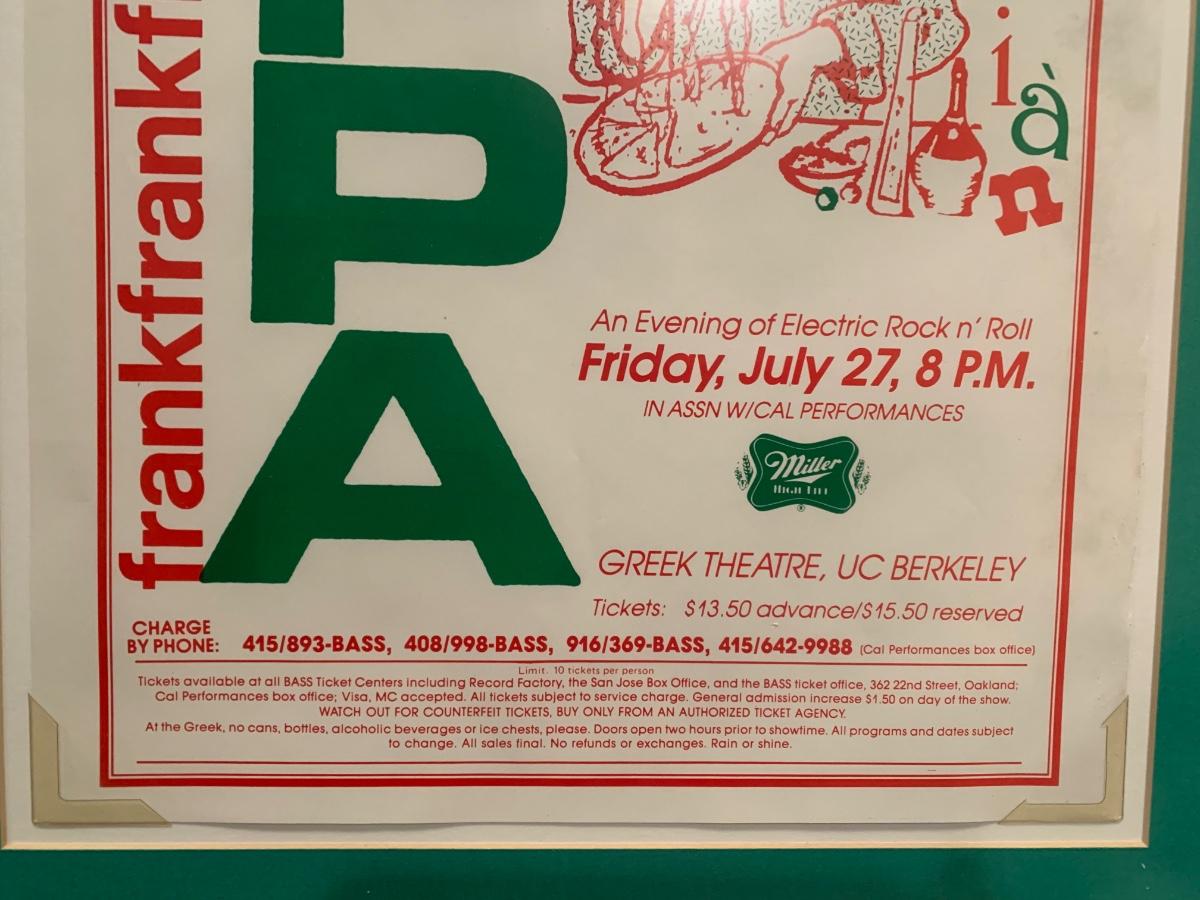 frankfrankf
PA
i
à
n
An Evening of Electric Rock n' Roll
Friday, July 27, 8 P.M.
IN ASSN W/CAL PERFORMANCES
Miller
HIGH LIFE
GREEK THEATRE, UC BERKELEY
Tickets: $13.50 advance/$15.50 reserved
CHARGE
BY PHONE: 415/893-BASS, 408/998-BASS, 916/369-BASS, 415/642-9988 (Cal Performances box office)
Limit. 10 tickets per person
Tickets available at all BASS Ticket Centers including Record Factory, the San Jose Box Office, and the BASS ticket office, 362 22nd Street, Oakland;
Cal Performances box office; Visa, MC accepted. All tickets subject to service charge. General admission increase $1.50 on day of the show.
WATCH OUT FOR COUNTERFEIT TICKETS, BUY ONLY FROM AN AUTHORIZED TICKET AGENCY.
At the Greek, no cans, bottles, alcoholic beverages or ice chests, please. Doors open two hours prior to showtime. All programs and dates subject
to change. All sales final. No refunds or exchanges. Rain or shine.